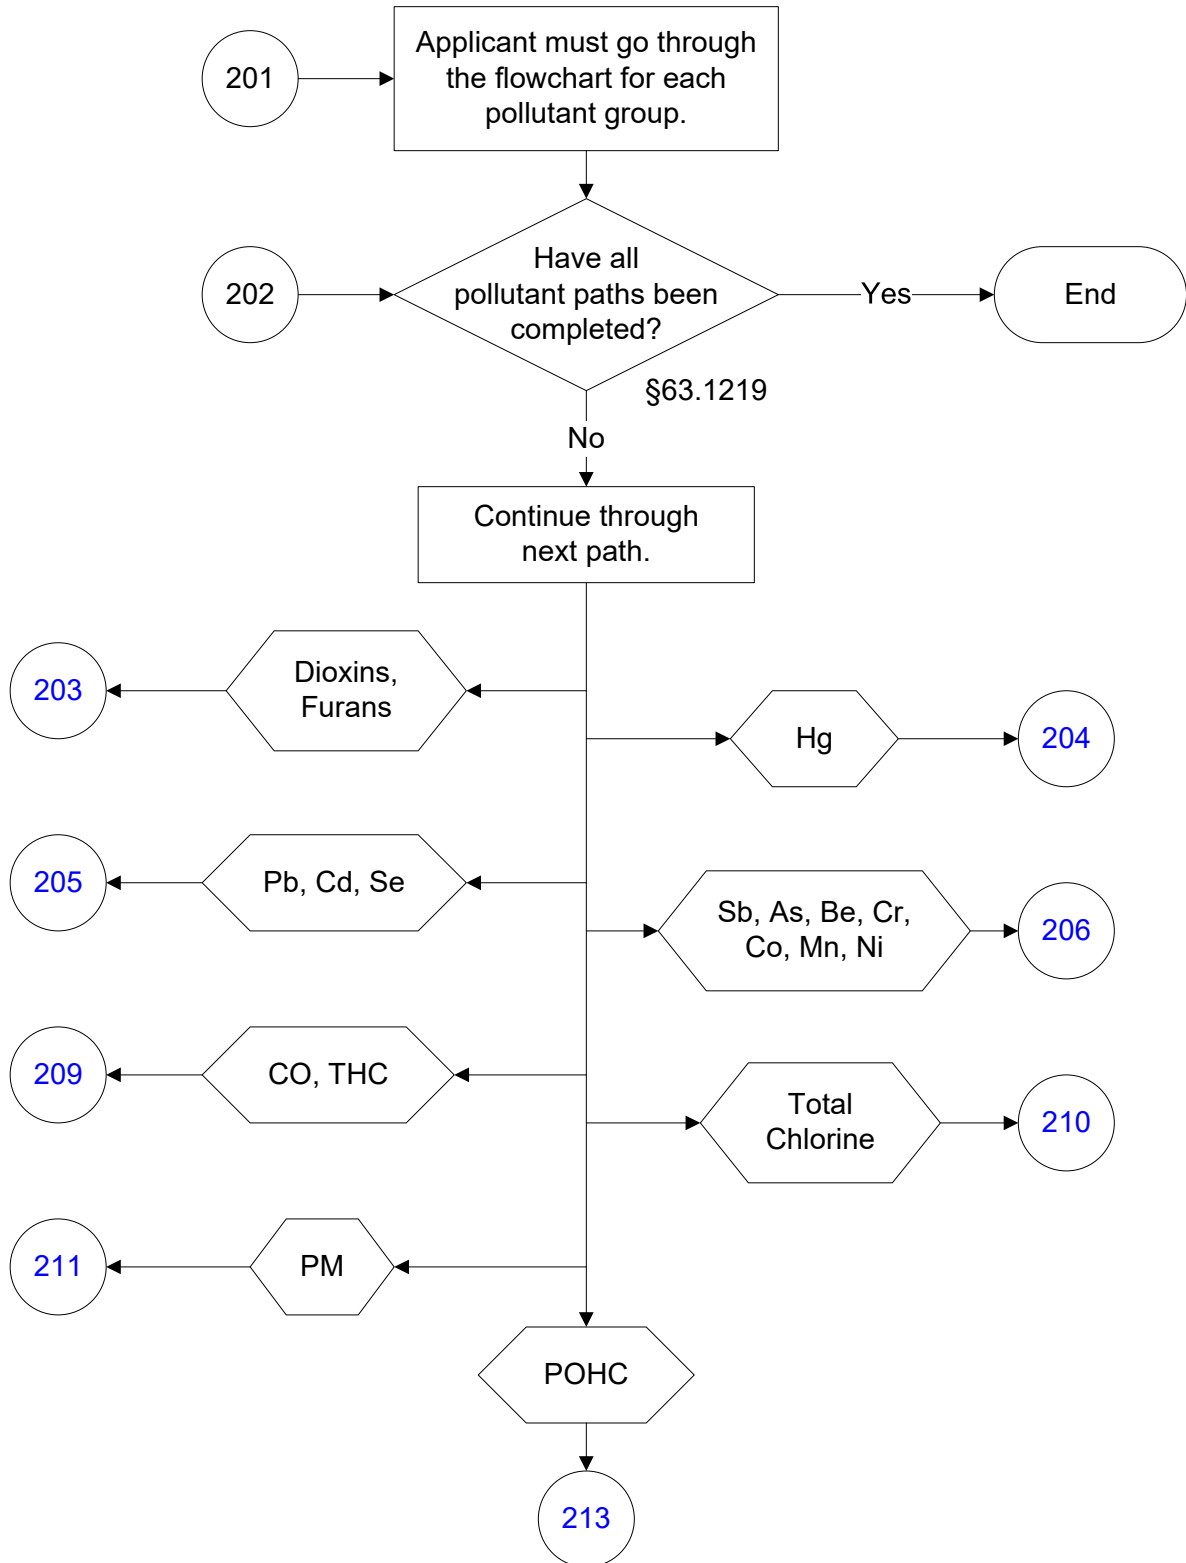 201
Applicant must go through
the flowchart for each
pollutant group.
202
Have all
pollutant paths been
completed?
Yes
End
§63.1219
No
Continue through
next path.
203
Dioxins,
Furans
Hg
204
205
Pb, Cd, Se
Sb, As, Be, Cr,
Co, Mn, Ni
206
209
CO, THC
Total
Chlorine
210
211
PM
POHC
213